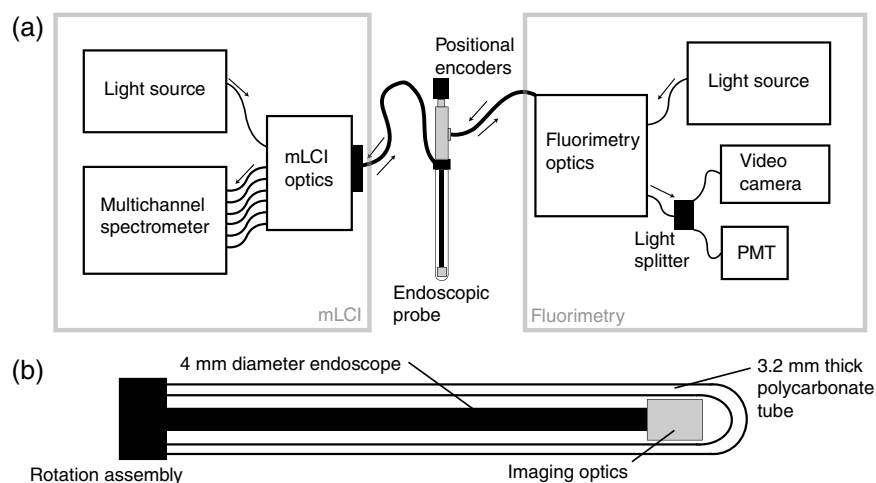 (a)
Light source
Multichannel
spectrometer
mLCI
optics
mLCI
Positional
encoders
Endoscopic
probe
Fluorimetry
optics
Light source
Video
camera
Light
splitter
PMT
Fluorimetry
(b)
4 mm diameter endoscope
3.2 mm thick
polycarbonate
tube
Rotation assembly
Imaging optics